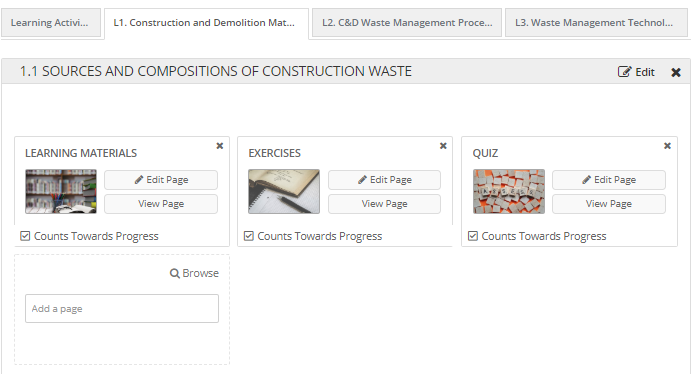 Learning Activi...
L1. Construction and Demolition Mat...
L2. C&D Waste Management Proce...
L3. Waste Management Technol...
1.1 SOURCES AND COMPOSITIONS OF CONSTRUCTION WASTE
Edit
LEARNING MATERIALS
Edit Page
View Page
Counts Towards Progress
EXERCISES
Edit Page
View Page
Counts Towards Progress
QUIZ
Edit Page
View Page
Counts Towards Progress
Browse
Add a page